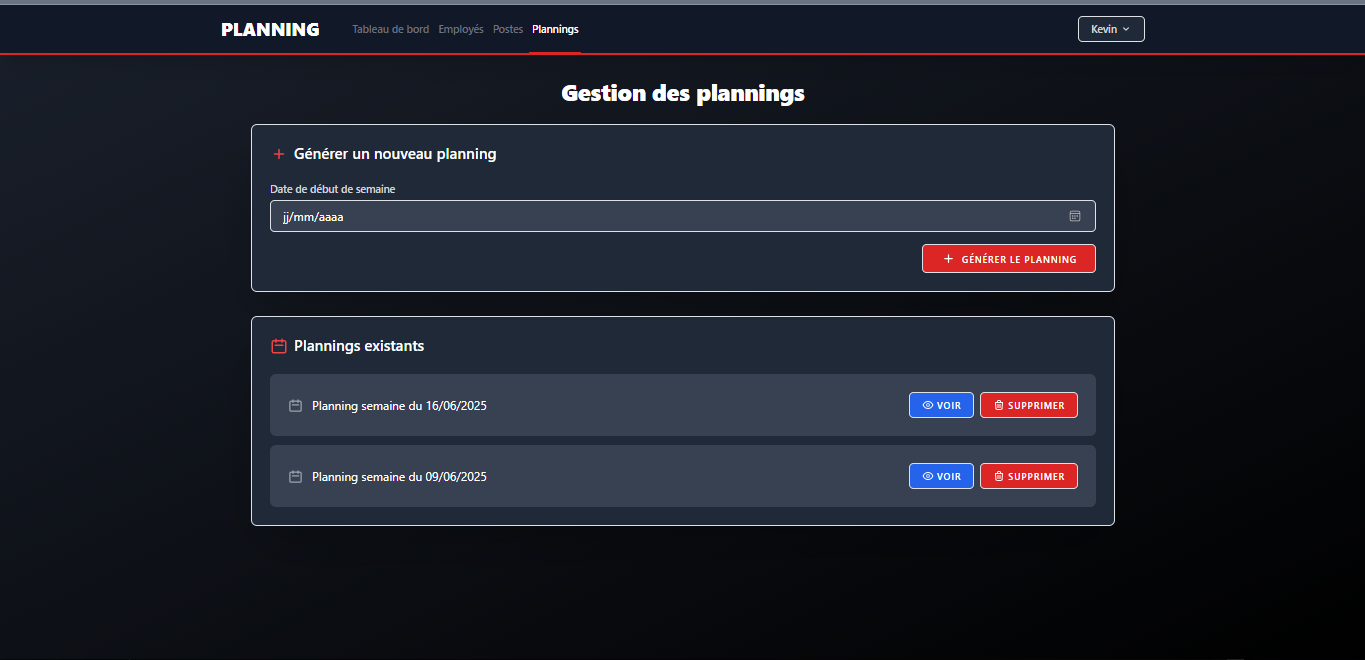 PLANNING Tableau de bord Employés Postes Plannings Kevin
Gestion des plannings
Générer un nouveau planning
Date de début de semaine
jj/mm/aaaa
GÉNÉRER LE PLANNING
Plannings existants
Planning semaine du 16/06/2025 VOIR SUPPRIMER
Planning semaine du 09/06/2025 VOIR SUPPRIMER